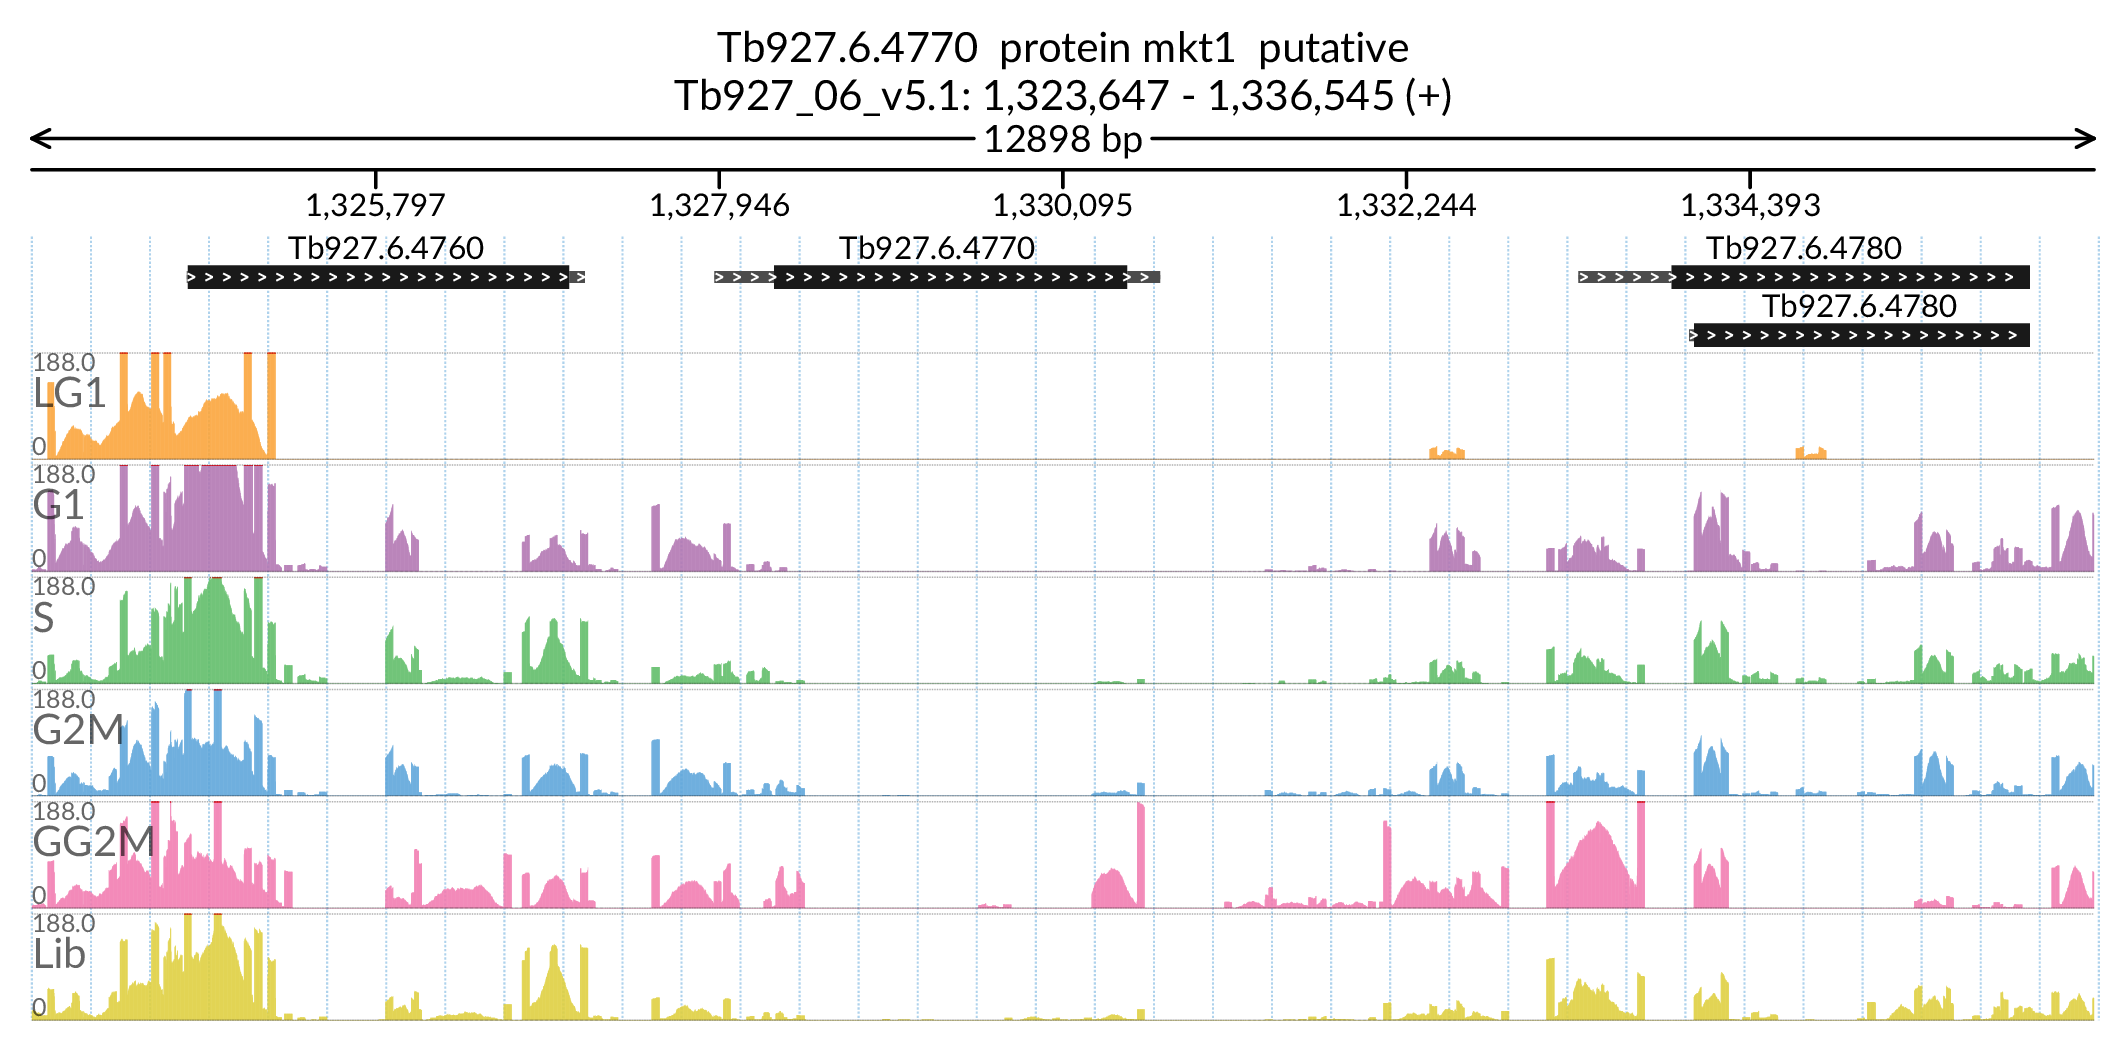 Tb927.6.4770 protein mkt1 putative
Tb927_06_v5.1: 1,323,647 - 1,336,545 (+)
12898 bp
1,325,797 1,327,946 1,330,095 1,332,244 1,334,393
Tb927.6.4760 Tb927.6.4770 Tb927.6.4780
Tb927.6.4780
188.0
LG1
0
188.0
G1
0
188.0
S
0
188.0
G2M
0
188.0
GG2M
0
188.0
Lib
0